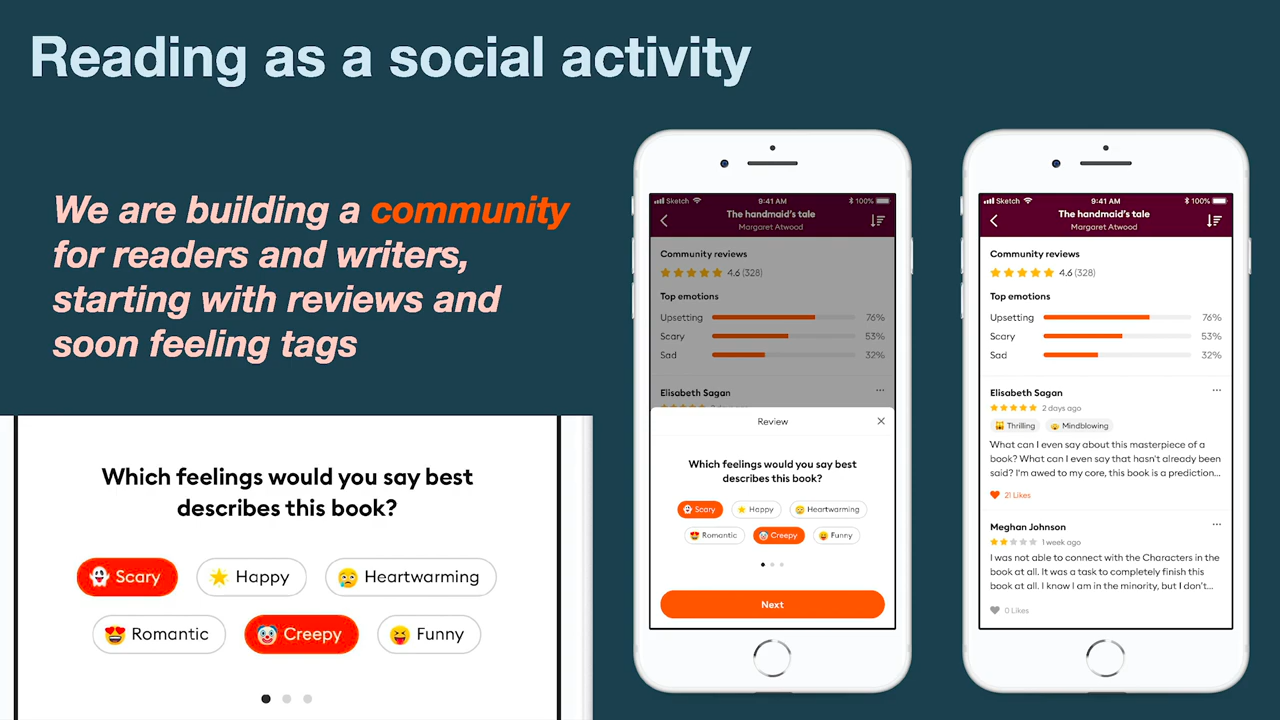 Reading as a social activity
We are building a community
for readers and writers,
starting with reviews and
soon feeling tags
Which feelings would you say best
describes this book?
Scary
Happy
Heartwarming
Romantic
Creepy
Funny
Sketch
9:41 AM
100%
The handmaid's tale
Margaret Atwood
Community reviews
4.6 (328)
Top emotions
Upsetting 76%
Scary 53%
Sad 32%
Elisabeth Sagan
Review
Which feelings would you say best
describes this book?
Scary
Happy
Heartwarming
Romantic
Creepy
Funny
Next
Sketch
9:41 AM
100%
The handmaid's tale
Margaret Atwood
Community reviews
4.6 (328)
Top emotions
Upsetting 76%
Scary 53%
Sad 32%
Elisabeth Sagan
2 days ago
Thrilling
Mindblowing
What can I even say about this masterpiece of a
book? What can I even say that hasn't already been
said? I'm awed to my core, this book is a prediction...
21 Likes
Meghan Johnson
1 week ago
I was not able to connect with the Characters in the
book at all. It was a task to completely finish this
book at all. I know I am in the minority, but I don't...
0 Likes